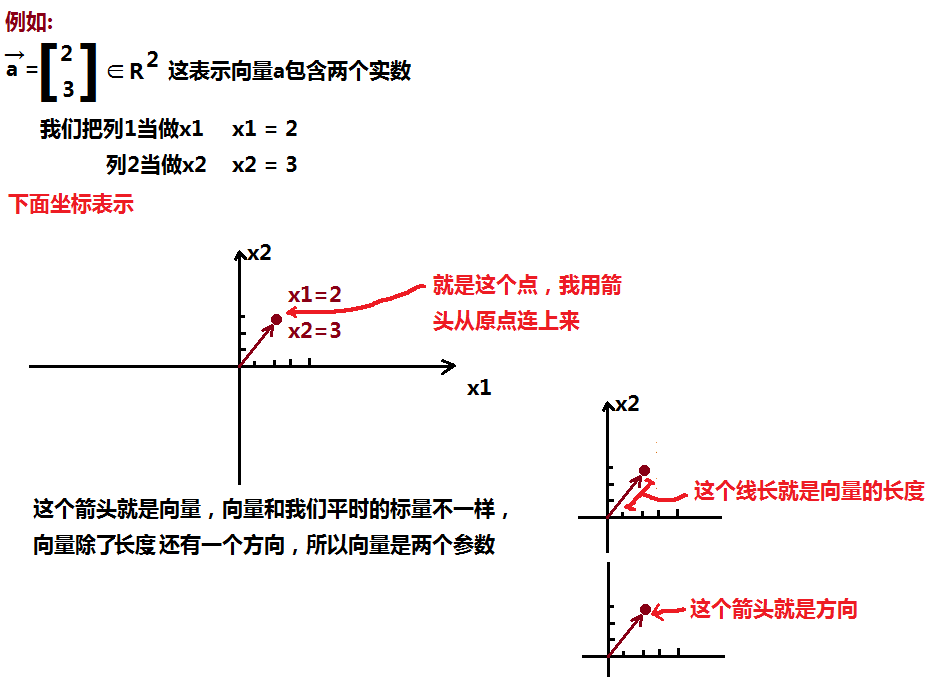 例如:
a = [2 3] ∈ R²  这表示向量a包含两个实数
我们把列1当做x1    x1 = 2
列2当做x2    x2 = 3
下面坐标表示
x2
x1=2
x2=3
就是这个点，我用箭
头从原点连上来
x1
x2
这个线长就是向量的长度
这个箭头就是向量，向量和我们平时的标量不一样，
向量除了长度 还有一个方向，所以向量是两个参数
这个箭头就是方向